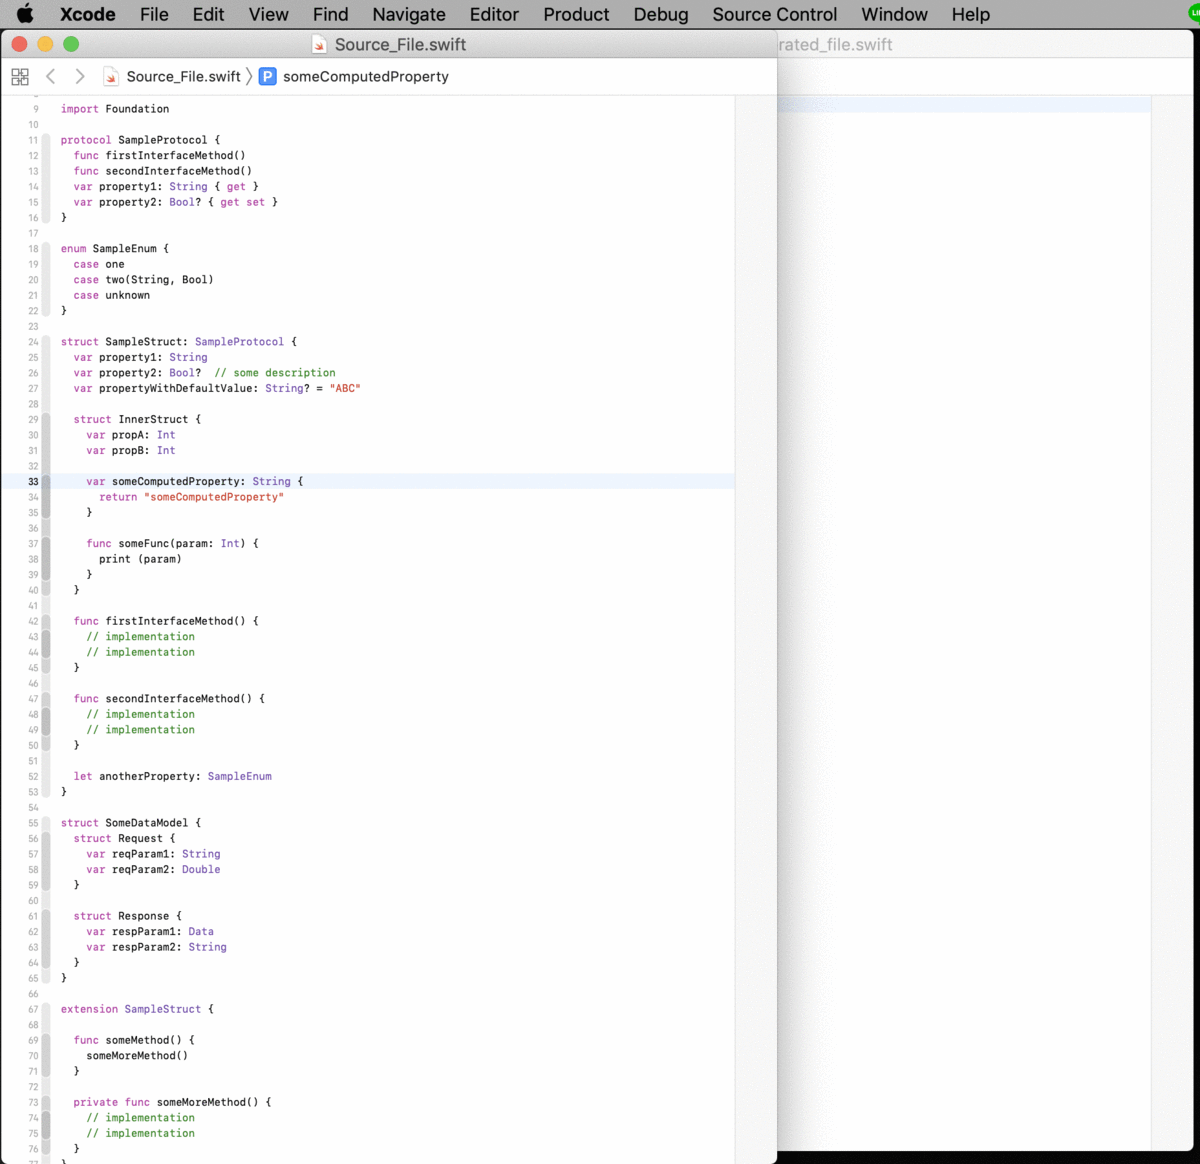 Xcode File Edit View Find Navigate Editor Product Debug Source Control Window Help
Source_File.swift
rated_file.swift
Source_File.swift P someComputedProperty
9 import Foundation
10
11 protocol SampleProtocol {
12 func firstInterfaceMethod()
13 func secondInterfaceMethod()
14 var property1: String { get }
15 var property2: Bool? { get set }
16 }
17
18 enum SampleEnum {
19 case one
20 case two(String, Bool)
21 case unknown
22 }
23
24 struct SampleStruct: SampleProtocol {
25 var property1: String
26 var property2: Bool? // some description
27 var propertyWithDefaultValue: String? = "ABC"
28
29 struct InnerStruct {
30 var propA: Int
31 var propB: Int
32
33 var someComputedProperty: String {
34 return "someComputedProperty"
35 }
36
37 func someFunc(param: Int) {
38 print (param)
39 }
40 }
41
42 func firstInterfaceMethod() {
43 // implementation
44 // implementation
45 }
46
47 func secondInterfaceMethod() {
48 // implementation
49 // implementation
50 }
51
52 let anotherProperty: SampleEnum
53 }
54
55 struct SomeDataModel {
56 struct Request {
57 var reqParam1: String
58 var reqParam2: Double
59 }
60
61 struct Response {
62 var respParam1: Data
63 var respParam2: String
64 }
65 }
66
67 extension SampleStruct {
68
69 func someMethod() {
70 someMoreMethod()
71 }
72
73 private func someMoreMethod() {
74 // implementation
75 // implementation
76 }
77 }